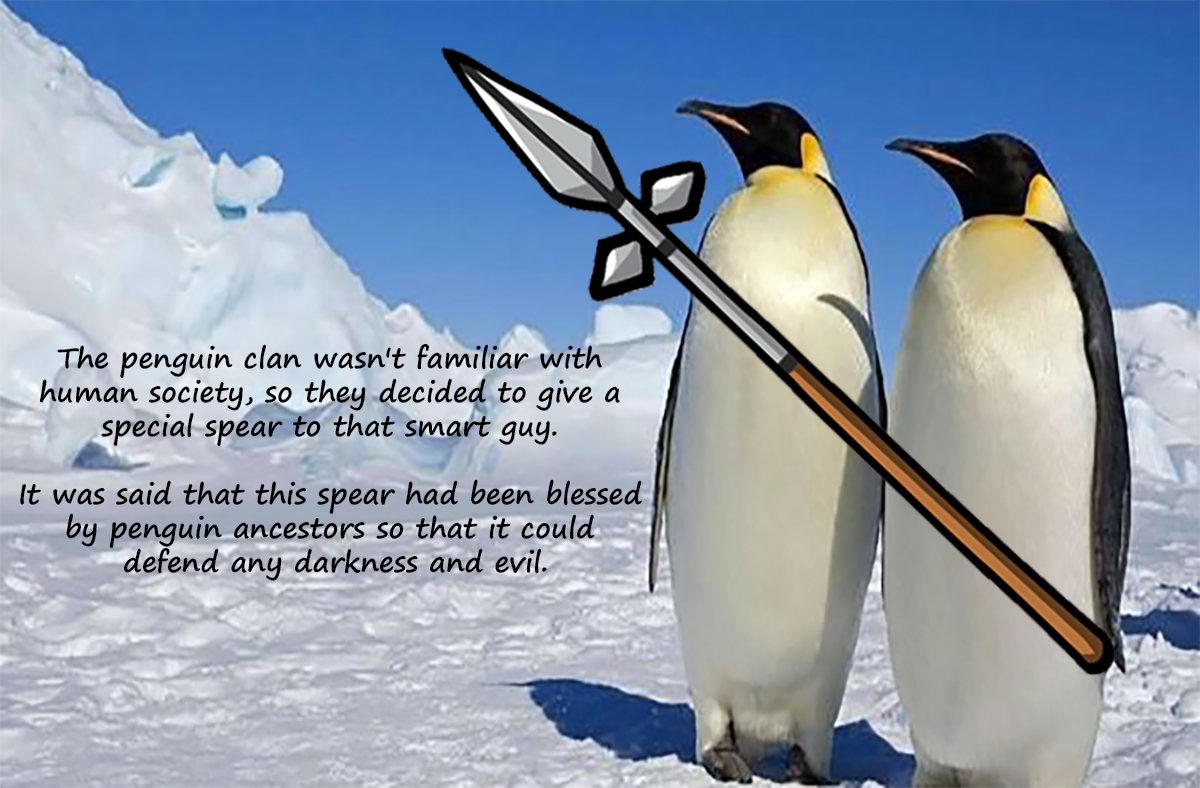 The penguin clan wasn't familiar with
human society, so they decided to give a
special spear to that smart guy.
It was said that this spear had been blessed
by penguin ancestors so that it could
defend any darkness and evil.